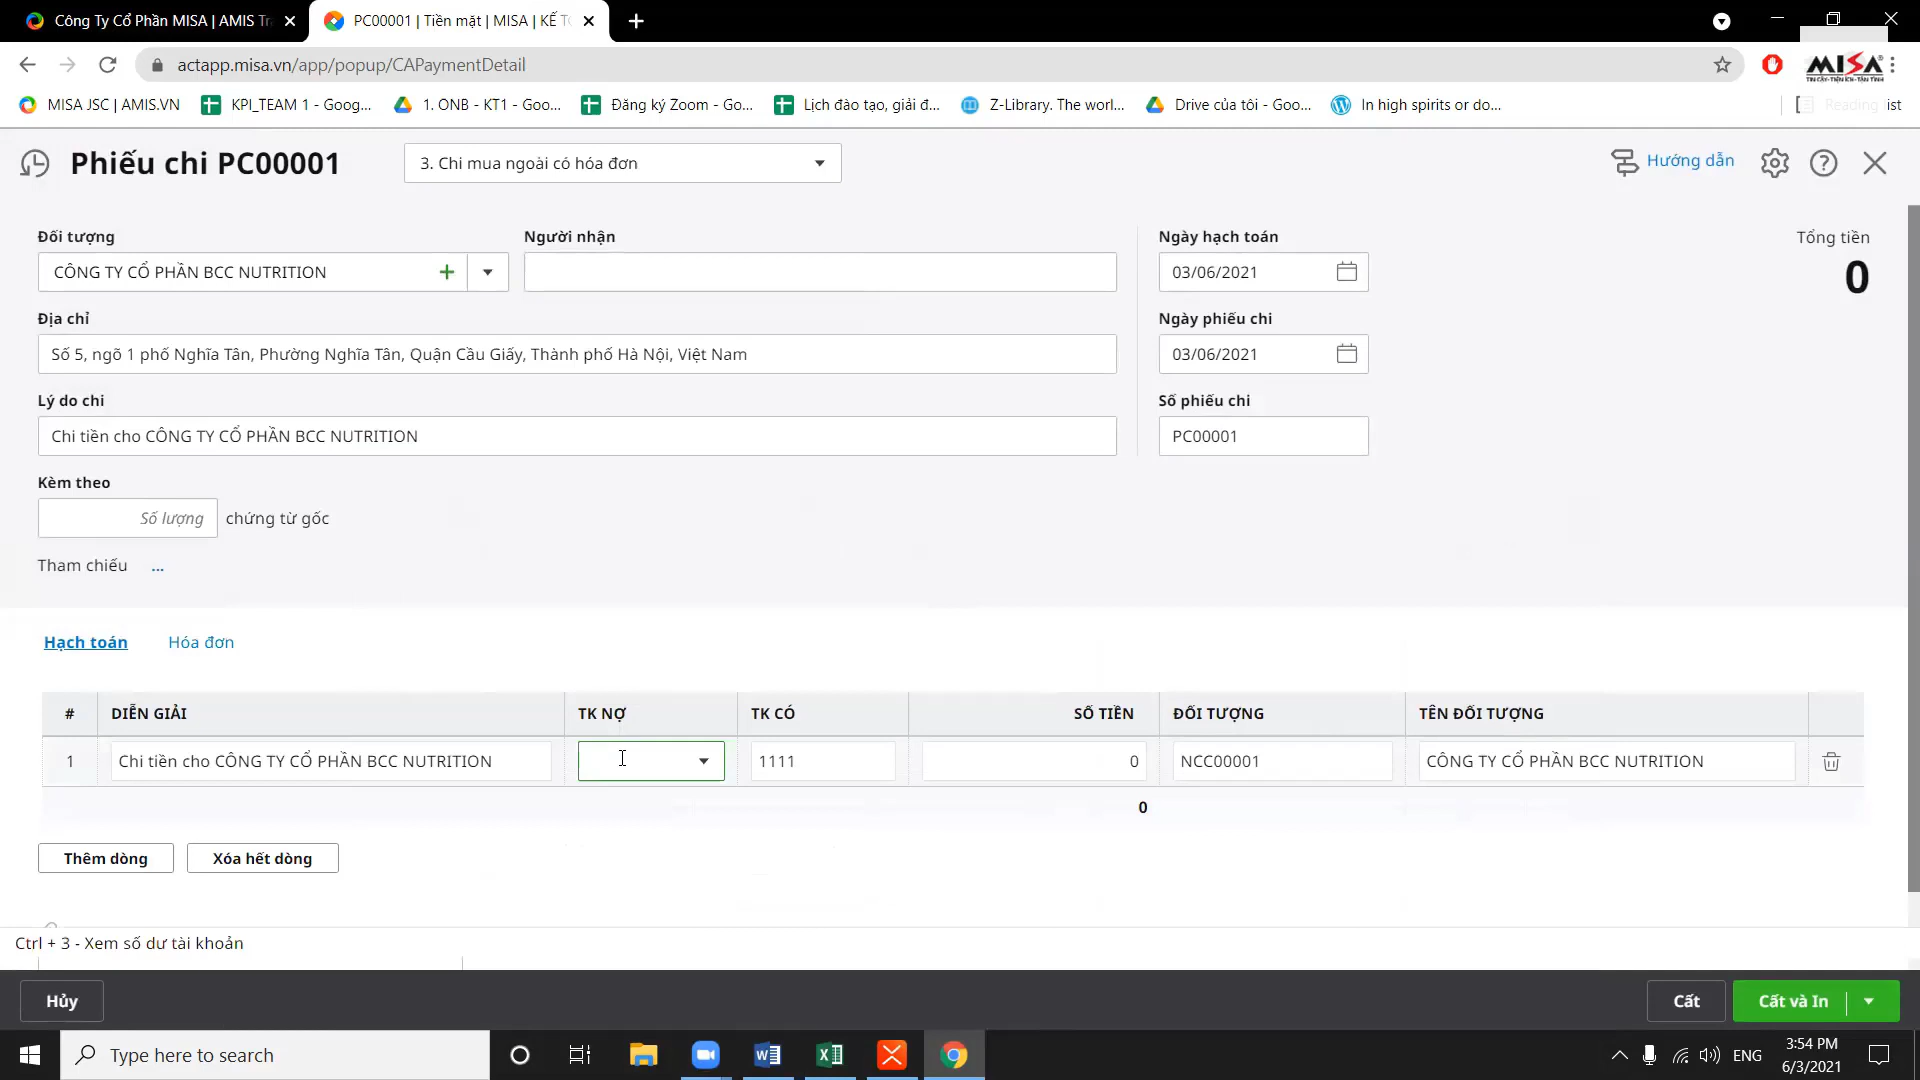 Công Ty Cổ Phần MISA | AMIS Tr
PC00001 | Tiền mặt | MISA | KẾ TO
actapp.misa.vn/app/popup/CAPaymentDetail
MISA
TIN CẬY-TIỆN ÍCH-TẬN TÌNH
MISA JSC | AMIS.VN
KPI_TEAM 1 - Goog...
1. ONB - KT1 - Goo...
Đăng ký Zoom - Go...
Lịch đào tạo, giải đ...
Z-Library. The worl...
Drive của tôi - Goo...
In high spirits or do...
Reading list
Phiếu chi PC00001
3. Chi mua ngoài có hóa đơn
Hướng dẫn
Đối tượng
Người nhận
Ngày hạch toán
Tổng tiền
CÔNG TY CỔ PHẦN BCC NUTRITION
03/06/2021
0
Địa chỉ
Ngày phiếu chi
Số 5, ngõ 1 phố Nghĩa Tân, Phường Nghĩa Tân, Quận Cầu Giấy, Thành phố Hà Nội, Việt Nam
03/06/2021
Lý do chi
Số phiếu chi
Chi tiền cho CÔNG TY CỔ PHẦN BCC NUTRITION
PC00001
Kèm theo
Số lượng
chứng từ gốc
Tham chiếu ...
Hạch toán
Hóa đơn
# DIỄN GIẢI TK NỢ TK CÓ SỐ TIỀN ĐỐI TƯỢNG TÊN ĐỐI TƯỢNG
1 Chi tiền cho CÔNG TY CỔ PHẦN BCC NUTRITION 1111 0 NCC00001 CÔNG TY CỔ PHẦN BCC NUTRITION
0
Thêm dòng
Xóa hết dòng
Ctrl + 3 - Xem số dư tài khoản
Hủy
Cất
Cất và In
Type here to search
ENG
3:54 PM
6/3/2021